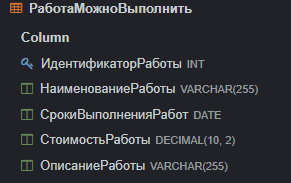 РаботаМожноВыполнить
Column
ИдентификаторРаботы INT
НаименованиеРаботы VARCHAR(255)
СрокиВыполненияРабот DATE
СтоимостьРаботы DECIMAL(10, 2)
ОписаниеРаботы VARCHAR(255)